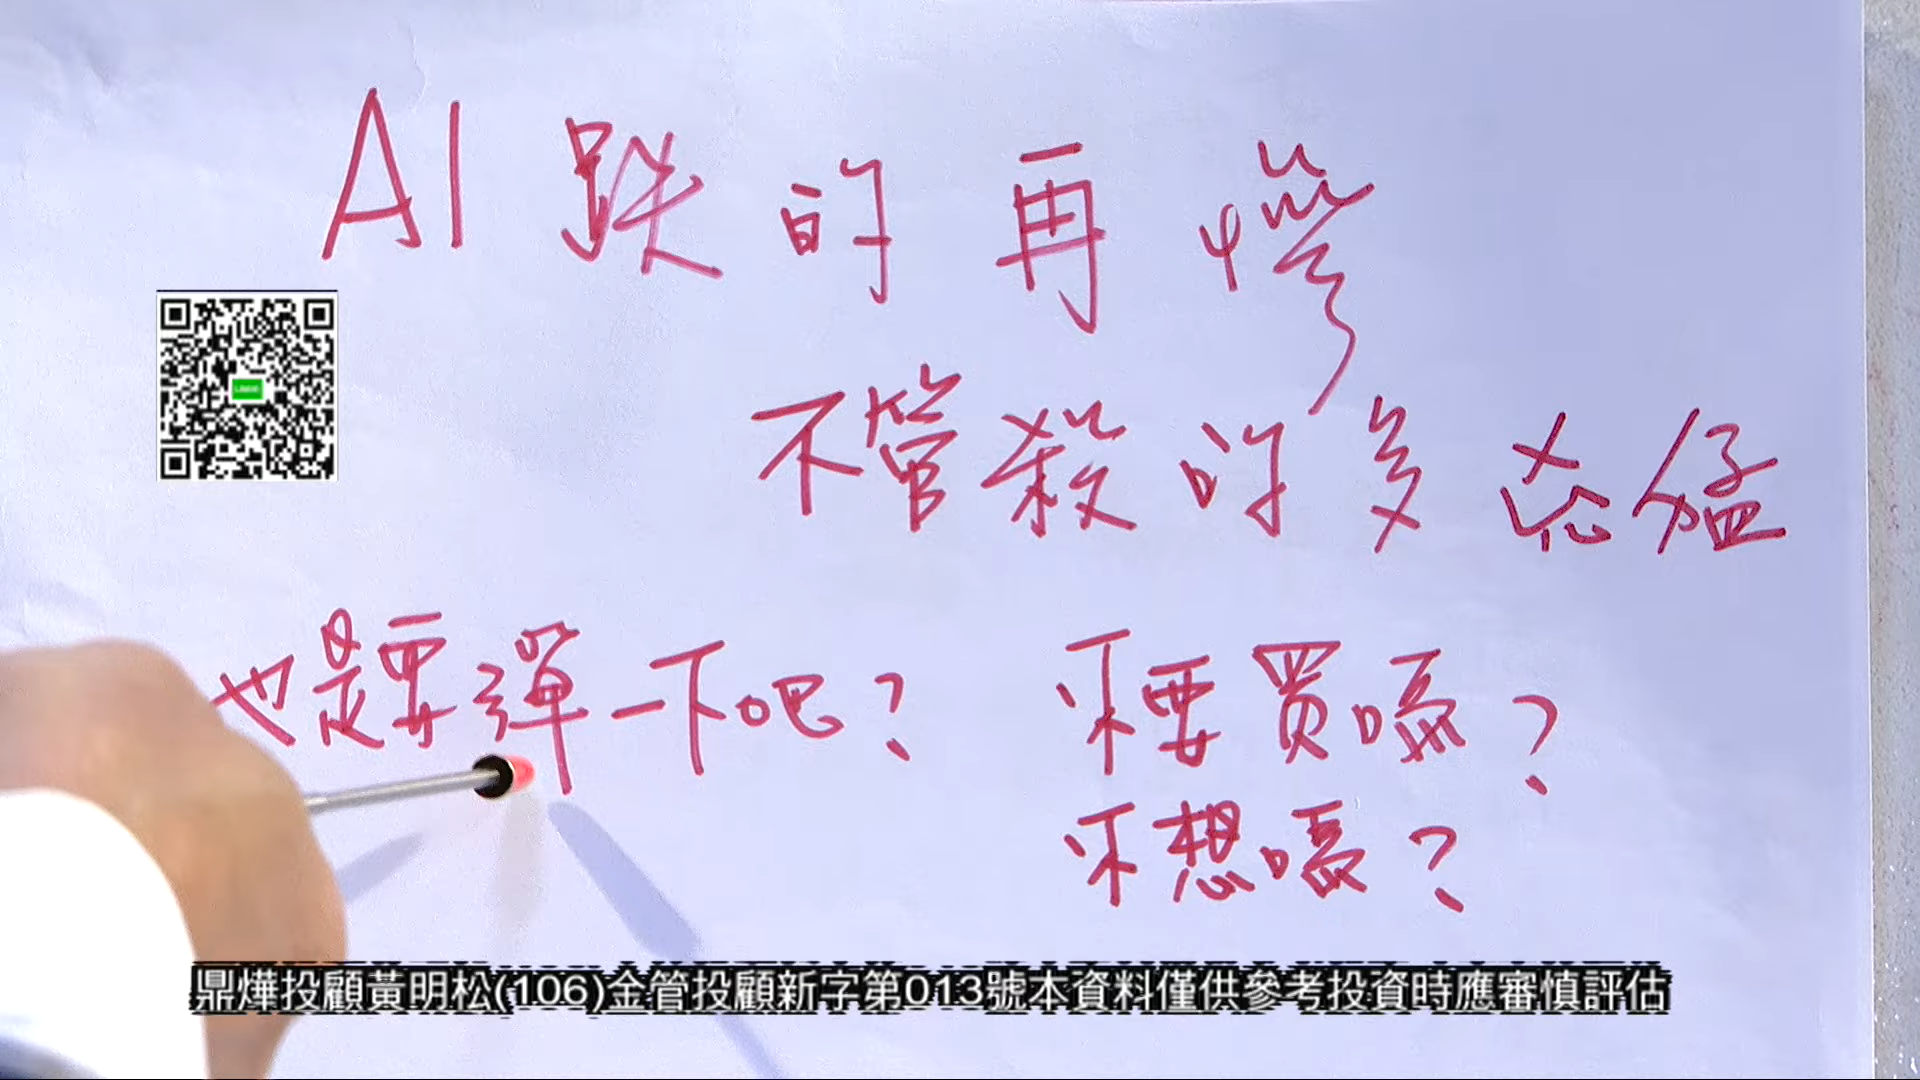 AI 跌的再慘
不管殺的多兇猛
也是要彈一下吧？
不要買嗎？
不想嗎？
鼎燁投顧黃明松(106)金管投顧新字第013號本資料僅供參考投資時應審慎評估